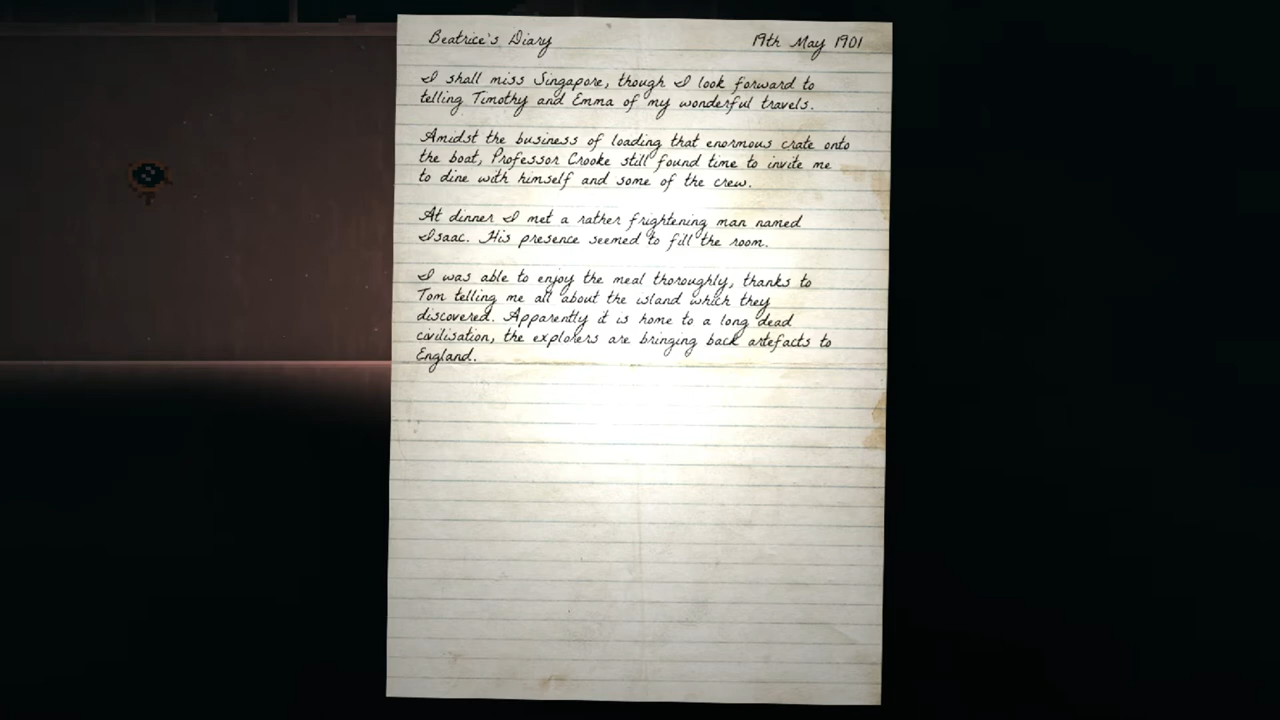 Beatrice's Diary 19th May 1901
I shall miss Singapore, though I look forward to
telling Timothy and Emma of my wonderful travels.
Amidst the business of loading that enormous crate onto
the boat, Professor Crooke still found time to invite me
to dine with himself and some of the crew.
At dinner I met a rather frightening man named
Isaac. His presence seemed to fill the room.
I was able to enjoy the meal thoroughly, thanks to
Tom telling me all about the island which they
discovered. Apparently it is home to a long dead
civilisation, the explorers are bringing back artefacts to
England.